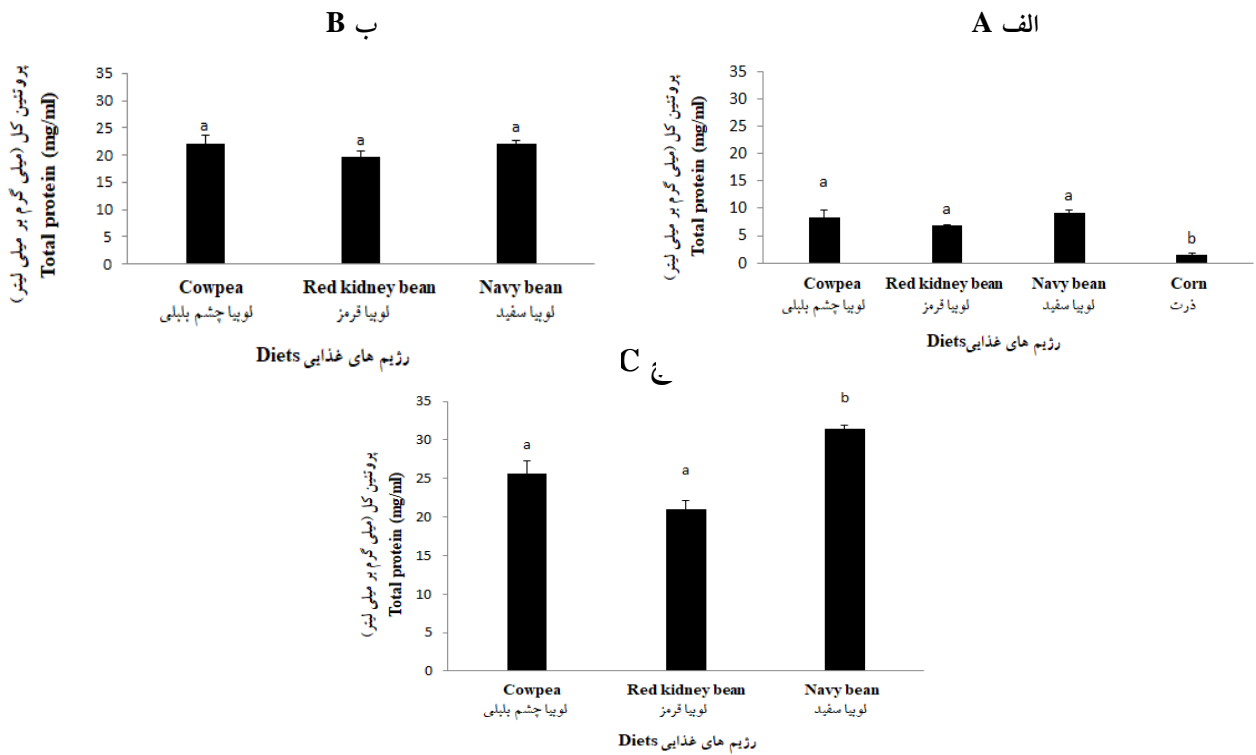 ب B
پروتئین کل (میلی گرم بر میلی لیتر)
Total protein (mg/ml)
35
30
25
20
15
10
5
0
a
a
a
Cowpea
Red kidney bean
Navy bean
لوبیا چشم بلبلی
لوبیا قرمز
لوبیا سفید
رژیم های غذایی Diets
الف A
پروتئین کل (میلی گرم بر میلی لیتر)
Total protein (mg/ml)
35
30
25
20
15
10
5
0
a
a
a
b
Cowpea
Red kidney bean
Navy bean
Corn
لوبیا چشم بلبلی
لوبیا قرمز
لوبیا سفید
ذرت
رژیم های غذاییDiets
ج C
پروتئین کل (میلی گرم بر میلی لیتر)
Total protein (mg/ml)
35
30
25
20
15
10
5
0
a
a
b
Cowpea
Red kidney bean
Navy bean
لوبیا چشم بلبلی
لوبیا قرمز
لوبیا سفید
رژیم های غذایی Diets